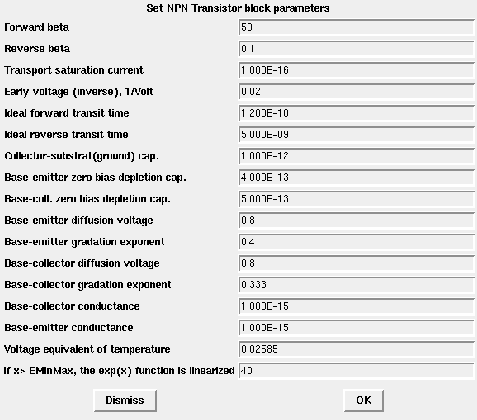 Set NPN Transistor block parameters
Forward beta 50
Reverse beta 0.1
Transport saturation current 1.000E-16
Early voltage (inverse), 1/Volt 0.02
Ideal forward transit time 1.200E-10
Ideal reverse transit time 5.000E-09
Collector-substrat(ground) cap. 1.000E-12
Base-emitter zero bias depletion cap. 4.000E-13
Base-coll. zero bias depletion cap. 5.000E-13
Base-emitter diffusion voltage 0.8
Base-emitter gradation exponent 0.4
Base-collector diffusion voltage 0.8
Base-collector gradation exponent 0.333
Base-collector conductance 1.000E-15
Base-emitter conductance 1.000E-15
Voltage equivalent of temperature 0.02585
if x> EMinMax, the exp(x) function is linearized 40
Dismiss OK